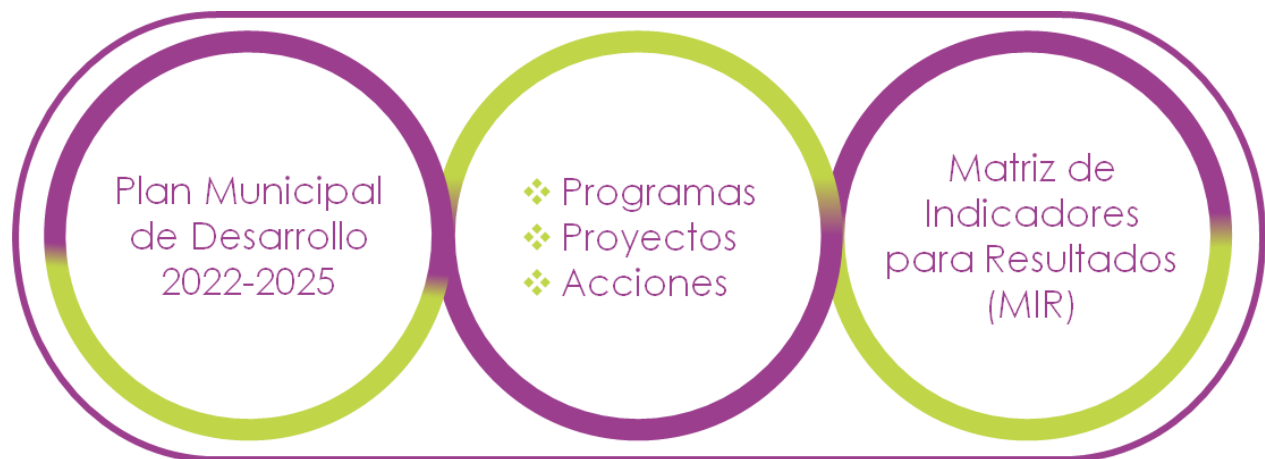 Plan Municipal
de Desarrollo
2022-2025
❖ Programas
❖ Proyectos
❖ Acciones
Matriz de
Indicadores
para Resultados
(MIR)